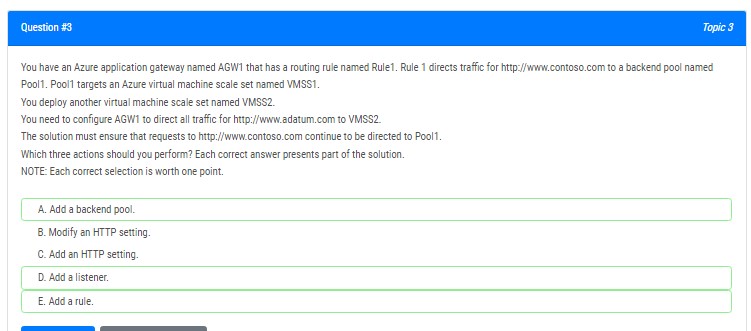 Question #3
Topic 3
You have an Azure application gateway named AGW1 that has a routing rule named Rule1. Rule 1 directs traffic for http://www.contoso.com to a backend pool named
Pool1. Pool1 targets an Azure virtual machine scale set named VMSS1.
You deploy another virtual machine scale set named VMSS2.
You need to configure AGW1 to direct all traffic for http://www.adatum.com to VMSS2.
The solution must ensure that requests to http://www.contoso.com continue to be directed to Pool1.
Which three actions should you perform? Each correct answer presents part of the solution.
NOTE: Each correct selection is worth one point.
A. Add a backend pool.
B. Modify an HTTP setting.
C. Add an HTTP setting.
D. Add a listener.
E. Add a rule.